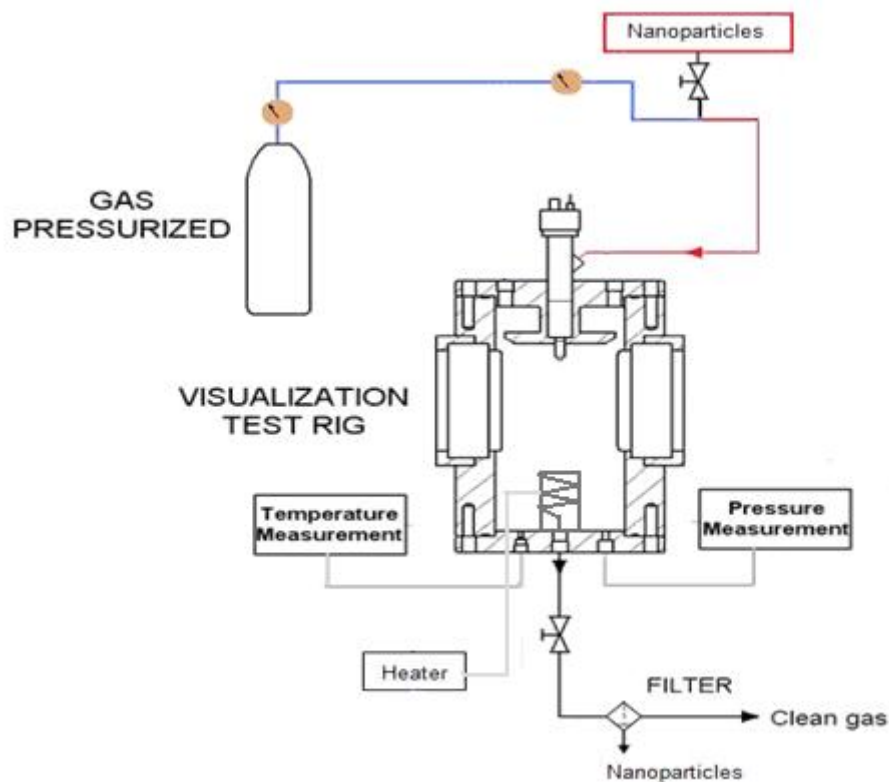 Nanoparticles
GAS
PRESSURIZED
VISUALIZATION
TEST RIG
Temperature
Measurement
Pressure
Measurement
Heater
FILTER
Clean gas
Nanoparticles